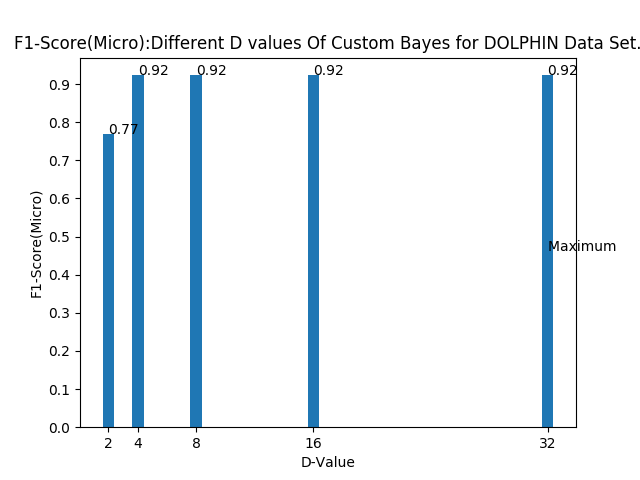 F1-Score(Micro):Different D values Of Custom Bayes for DOLPHIN Data Set.
0.92 0.92 0.92 0.92
0.9
0.8
0.77
0.7
0.6
0.5
Maximum
0.4
0.3
0.2
0.1
0.0
F1-Score(Micro)
2 4 8 16 32
D-Value